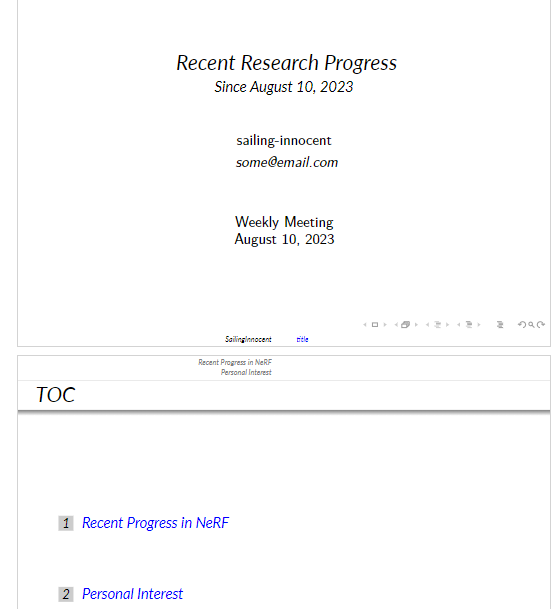 Recent Research Progress
Since August 10, 2023
sailing-innocent
some@email.com
Weekly Meeting
August 10, 2023
SailingInnocent title
Recent Progress in NeRF
Personal Interest
TOC
1 Recent Progress in NeRF
2 Personal Interest